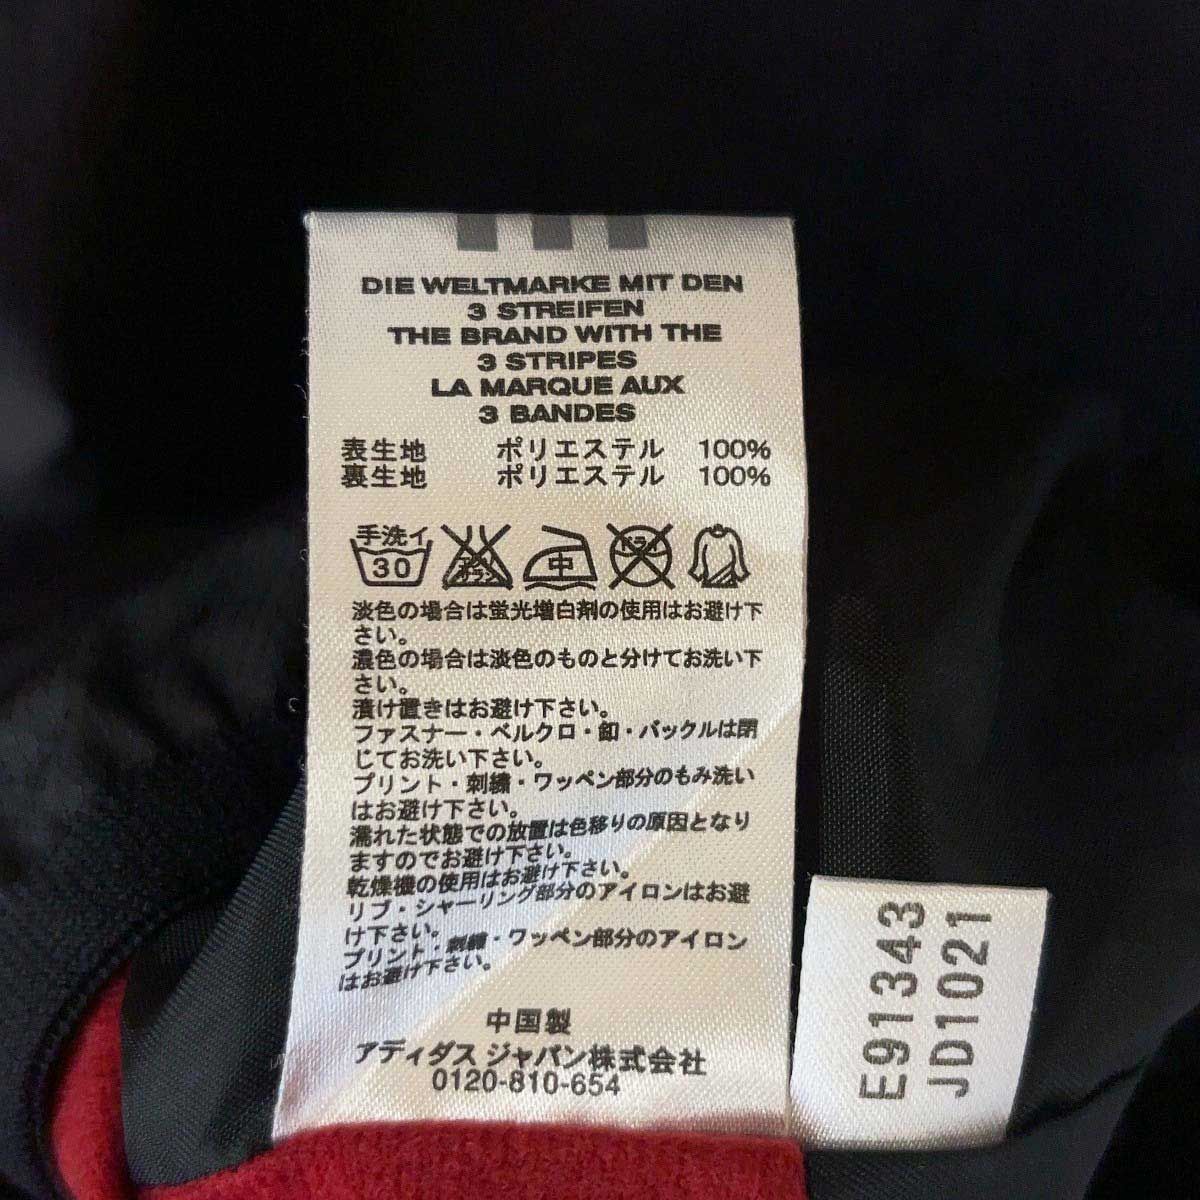 DIE WELTMARKE MIT DEN
3 STREIFEN
THE BRAND WITH THE
3 STRIPES
LA MARQUE AUX
3 BANDES
表生地 ポリエステル 100%
裏生地 ポリエステル 100%
手洗イ
30
エンソ サラシ
中
ドライ
淡色の場合は蛍光増白剤の使用はお避け下
さい。
濃色の場合は淡色のものと分けてお洗い下
さい。
漬け置きはお避け下さい。
ファスナー・ベルクロ・釦・バックルは閉
じてお洗い下さい。
プリント・刺繍・ワッペン部分のもみ洗い
はお避け下さい。
濡れた状態での放置は色移りの原因となり
ますのでお避け下さい。
乾燥機の使用はお避け下さい。
リブ・シャーリング部分のアイロンはお避
け下さい。
プリント・刺繍・ワッペン部分のアイロン
はお避け下さい。
中国製
アディダス ジャパン株式会社
0120-810-654
E91343
JD1021